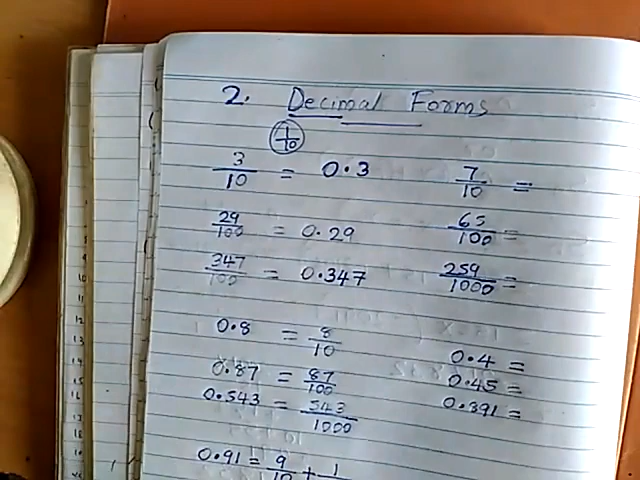 2. Decimal Forms
1/10
3/10 = 0.3 7/10 =
29/100 = 0.29 65/100 =
347/100 = 0.347 259/1000 =
0.8 = 8/10 0.4 =
0.87 = 87/100 0.45 =
0.543 = 543/1000 0.391 =
0.91 = 9/10 + 1